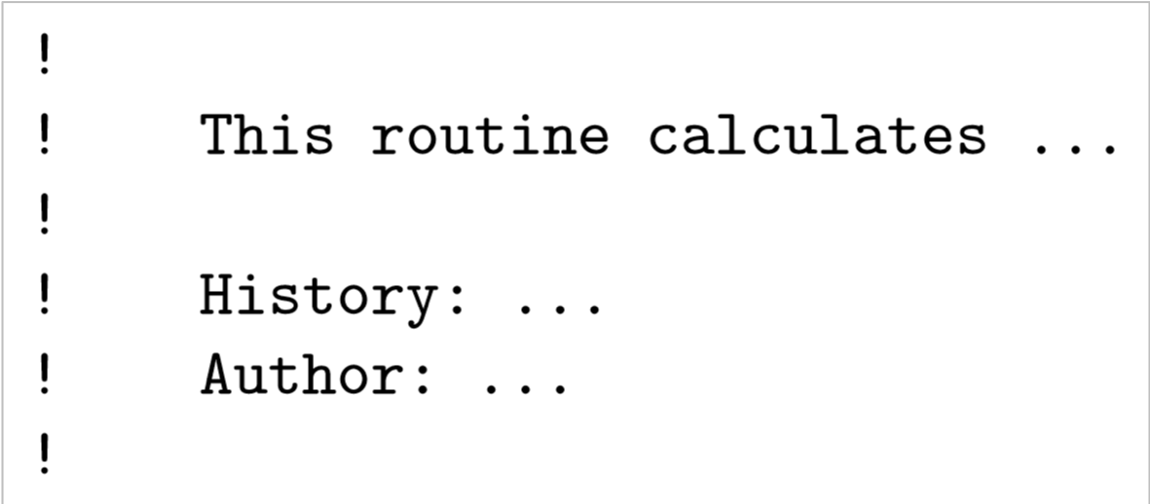 !
!    This routine calculates ...
!
!    History: ...
!    Author: ...
!